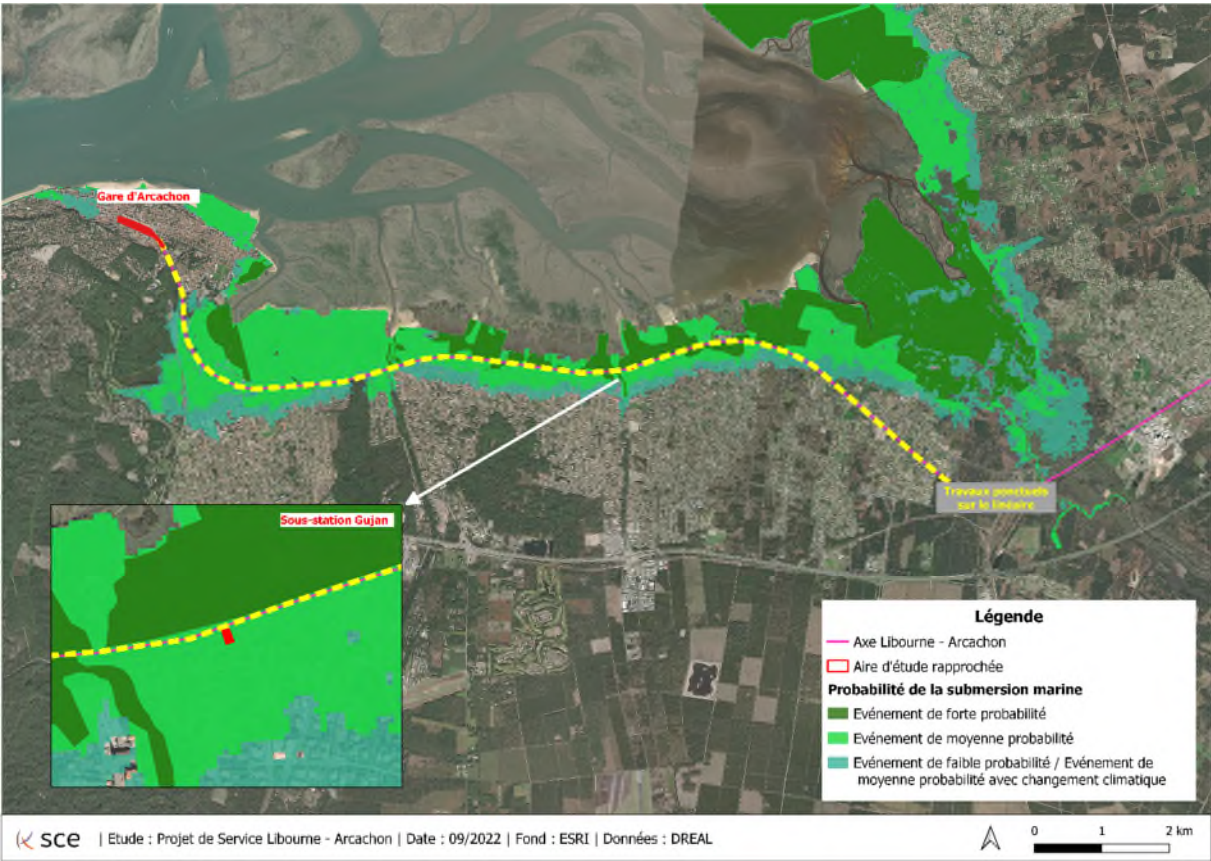 Gare d'Arcachon
Travaux ponctuels
sur le linéaire
Sous-station Gujan
Légende
Axe Libourne - Arcachon
Aire d'étude rapprochée
Probabilité de la submersion marine
Evénement de forte probabilité
Evénement de moyenne probabilité
Evénement de faible probabilité / Evénement de
moyenne probabilité avec changement climatique
sce | Etude : Projet de Service Libourne - Arcachon | Date : 09/2022 | Fond : ESRI | Données : DREAL
0 1 2 km